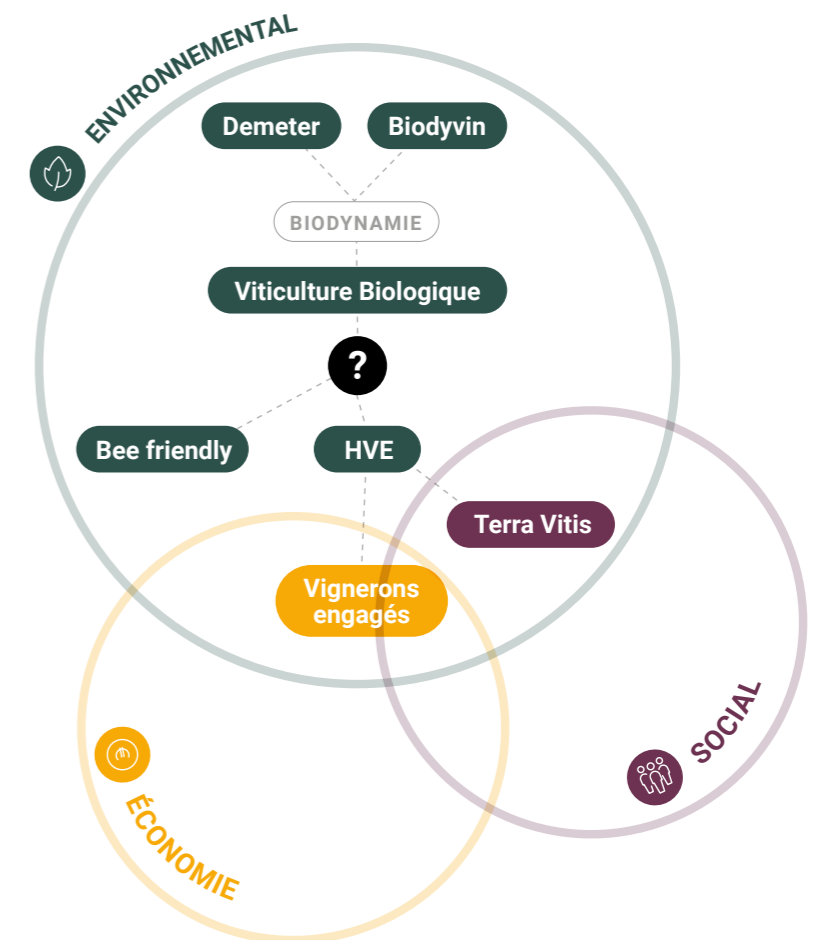 ENVIRONNEMENTAL
Demeter
Biodyvin
BIODYNAMIE
Viticulture Biologique
?
Bee friendly
HVE
Terra Vitis
Vignerons
engagés
SOCIAL
ÉCONOMIE